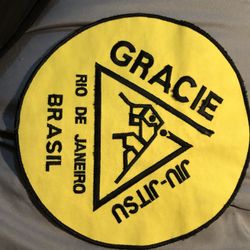 GRACIE
JIU-JITSU
RIO DE JANEIRO
BRASIL